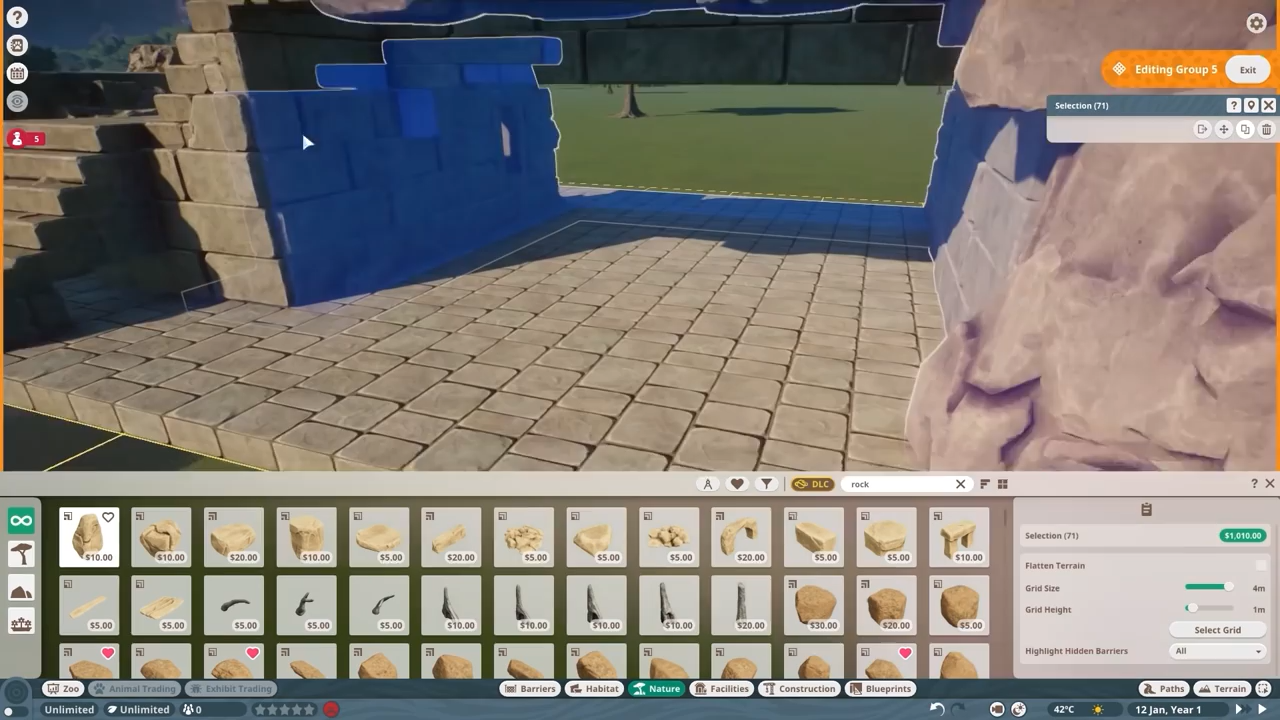 ?
Editing Group 5
Exit
Selection (71)
?
5
DLC
rock
?
$10.00
$10.00
$20.00
$10.00
$5.00
$20.00
$5.00
$5.00
$5.00
$20.00
$5.00
$5.00
$10.00
$5.00
$5.00
$5.00
$5.00
$5.00
$10.00
$10.00
$10.00
$10.00
$20.00
$30.00
$20.00
$5.00
Selection (71)
$1,010.00
Flatten Terrain
Grid Size
4m
Grid Height
1m
Select Grid
Highlight Hidden Barriers
All
Zoo
Animal Trading
Exhibit Trading
Barriers
Habitat
Nature
Facilities
Construction
Blueprints
Paths
Terrain
Unlimited
Unlimited
0
42°C
12 Jan, Year 1